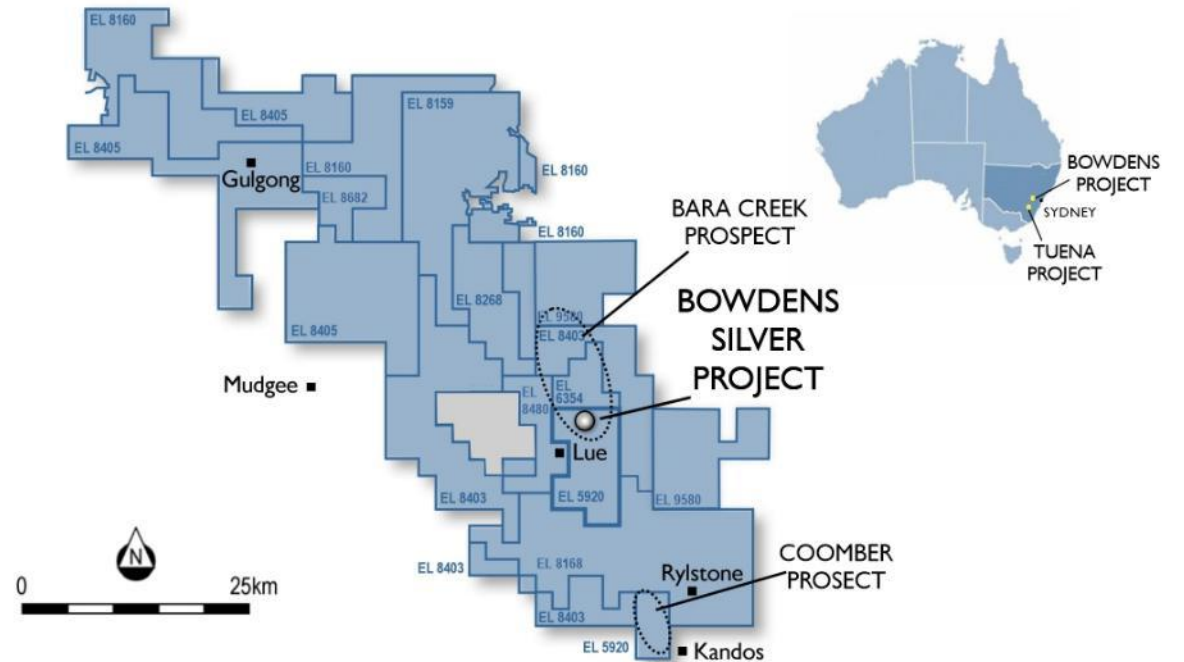 EL 8160
EL 8405
EL 8159
EL 8405
EL 8160
EL 8160
Gulgong
EL 8682
EL 8160
BARA CREEK
PROSPECT
BOWDENS
PROJECT
SYDNEY
TUENA
PROJECT
EL 8268
EL 9580
EL 8403
EL 8405
BOWDENS
SILVER
PROJECT
Mudgee
EL
8480
EL
6354
Lue
EL 8403
EL 5920
EL 9580
N
0
25km
EL 8403
EL 8168
Rylstone
COOMBER
PROSECT
EL 8403
EL 5920
Kandos